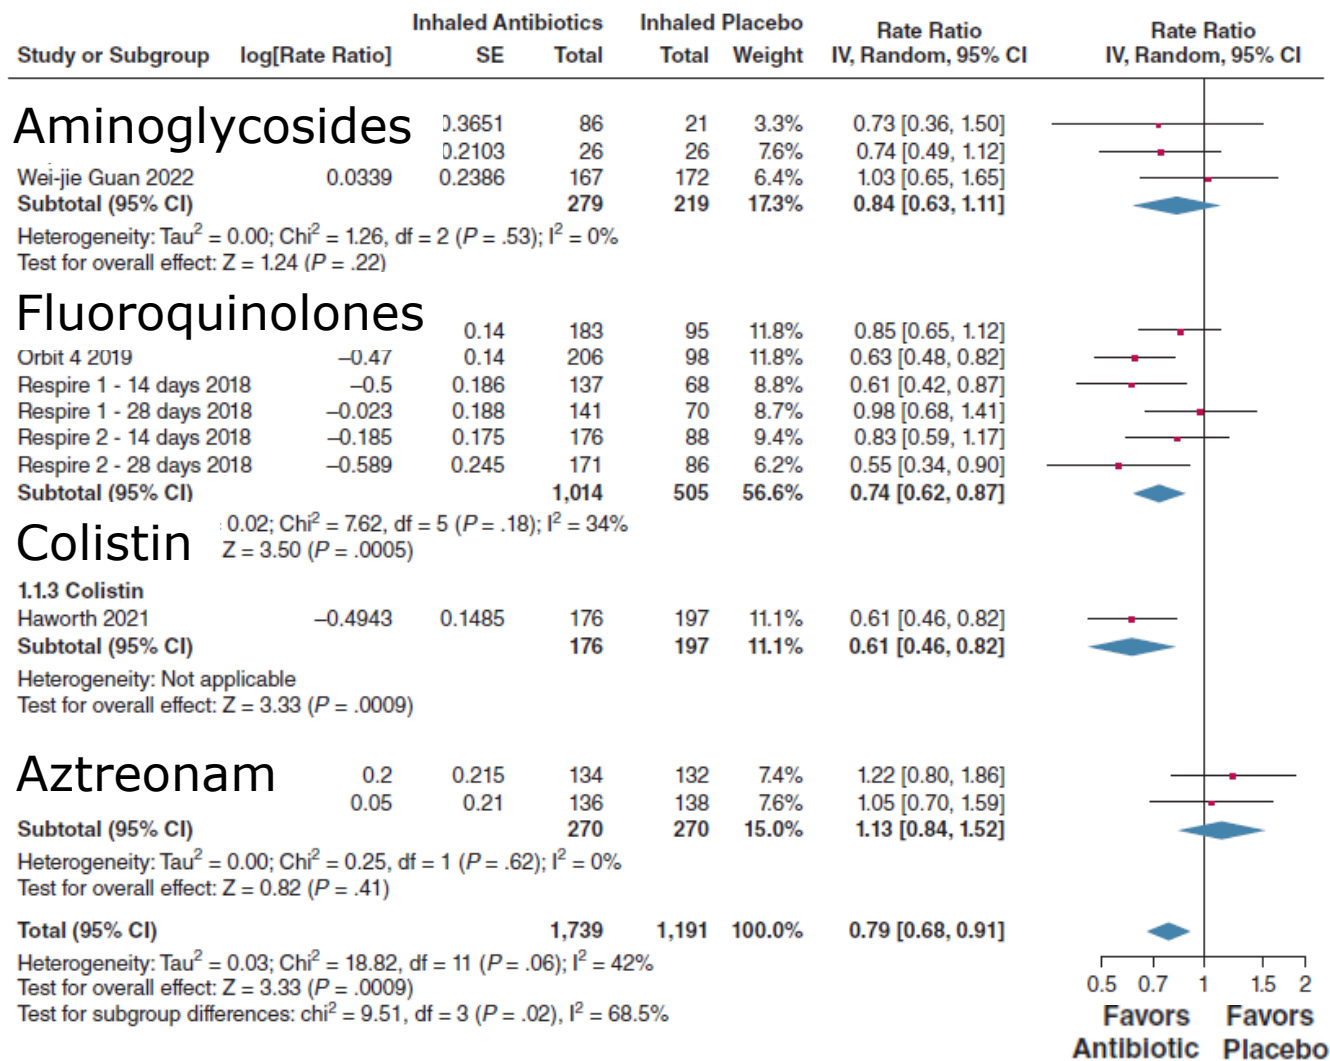 Inhaled Antibiotics Inhaled Placebo Rate Ratio Rate Ratio
Study or Subgroup log[Rate Ratio] SE Total Total Weight IV, Random, 95% CI IV, Random, 95% CI
Aminoglycosides
0.3651 86 21 3.3% 0.73 [0.36, 1.50]
0.2103 26 26 7.6% 0.74 [0.49, 1.12]
Wei-jie Guan 2022 0.0339 0.2386 167 172 6.4% 1.03 [0.65, 1.65]
Subtotal (95% CI) 279 219 17.3% 0.84 [0.63, 1.11]
Heterogeneity: Tau² = 0.00; Chi² = 1.26, df = 2 (P = .53); I² = 0%
Test for overall effect: Z = 1.24 (P = .22)
Fluoroquinolones
0.14 183 95 11.8% 0.85 [0.65, 1.12]
Orbit 4 2019 –0.47 0.14 206 98 11.8% 0.63 [0.48, 0.82]
Respire 1 - 14 days 2018 –0.5 0.186 137 68 8.8% 0.61 [0.42, 0.87]
Respire 1 - 28 days 2018 –0.023 0.188 141 70 8.7% 0.98 [0.68, 1.41]
Respire 2 - 14 days 2018 –0.185 0.175 176 88 9.4% 0.83 [0.59, 1.17]
Respire 2 - 28 days 2018 –0.589 0.245 171 86 6.2% 0.55 [0.34, 0.90]
Subtotal (95% CI) 1,014 505 56.6% 0.74 [0.62, 0.87]
0.02; Chi² = 7.62, df = 5 (P = .18); I² = 34%
Colistin
Z = 3.50 (P = .0005)
1.1.3 Colistin
Haworth 2021 –0.4943 0.1485 176 197 11.1% 0.61 [0.46, 0.82]
Subtotal (95% CI) 176 197 11.1% 0.61 [0.46, 0.82]
Heterogeneity: Not applicable
Test for overall effect: Z = 3.33 (P = .0009)
Aztreonam
0.2 0.215 134 132 7.4% 1.22 [0.80, 1.86]
0.05 0.21 136 138 7.6% 1.05 [0.70, 1.59]
Subtotal (95% CI) 270 270 15.0% 1.13 [0.84, 1.52]
Heterogeneity: Tau² = 0.00; Chi² = 0.25, df = 1 (P = .62); I² = 0%
Test for overall effect: Z = 0.82 (P = .41)
Total (95% CI) 1,739 1,191 100.0% 0.79 [0.68, 0.91]
Heterogeneity: Tau² = 0.03; Chi² = 18.82, df = 11 (P = .06); I² = 42%
Test for overall effect: Z = 3.33 (P = .0009)
Test for subgroup differences: chi² = 9.51, df = 3 (P = .02), I² = 68.5%
0.5 0.7 1 1.5 2
Favors Favors
Antibiotic Placebo